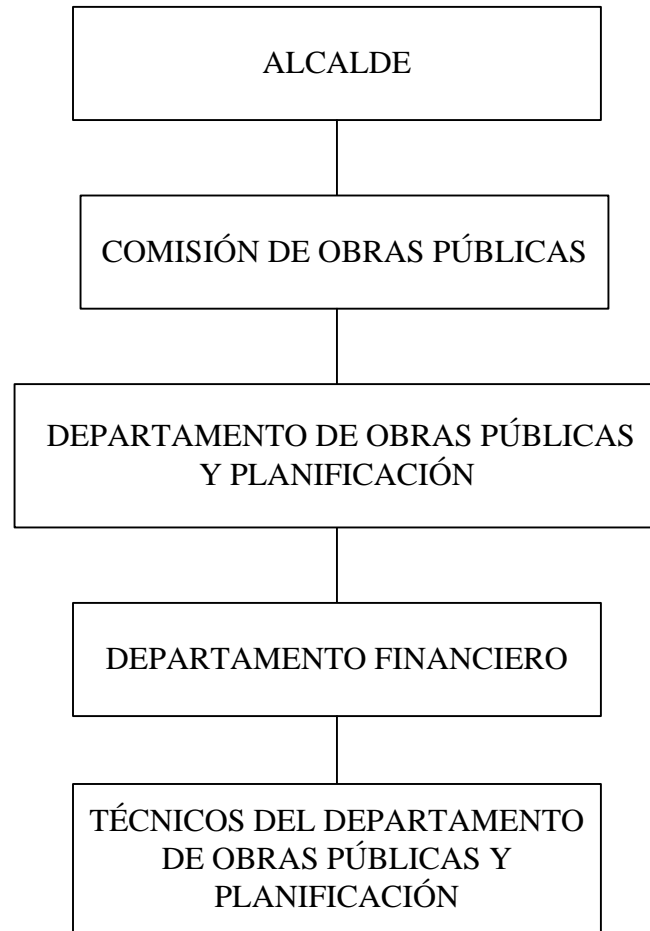 ALCALDE
COMISIÓN DE OBRAS PÚBLICAS
DEPARTAMENTO DE OBRAS PÚBLICAS
Y PLANIFICACIÓN
DEPARTAMENTO FINANCIERO
TÉCNICOS DEL DEPARTAMENTO
DE OBRAS PÚBLICAS Y
PLANIFICACIÓN